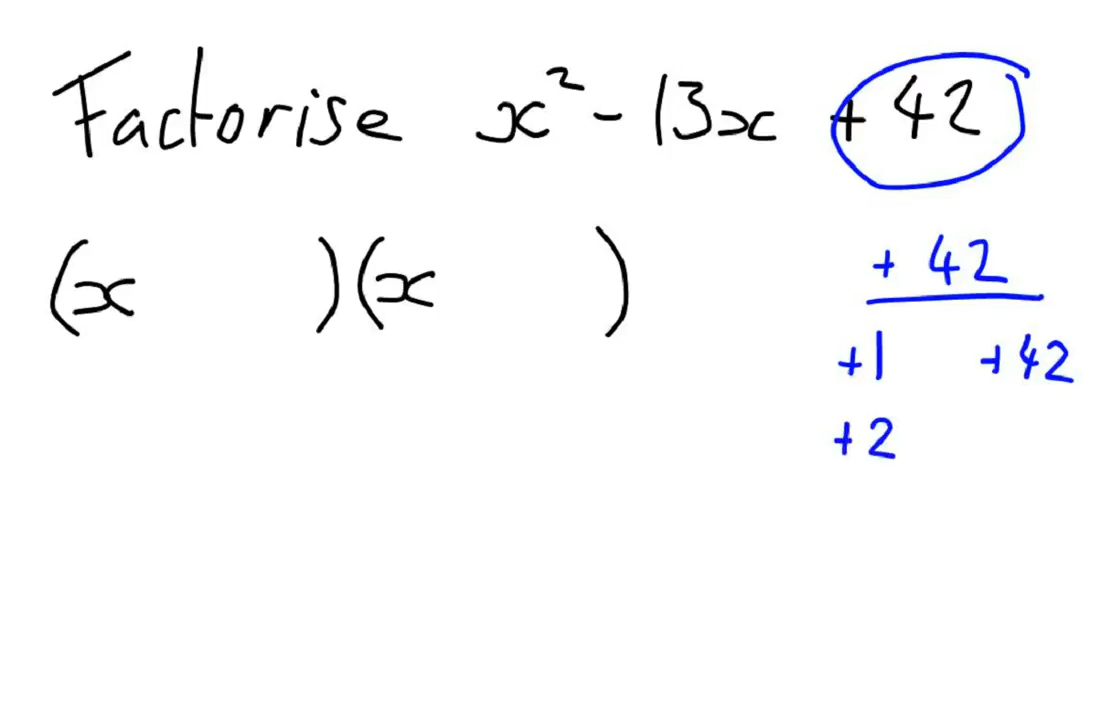 Factorise x² - 13x + 42
(x )(x )
+ 42
+1 +42
+2